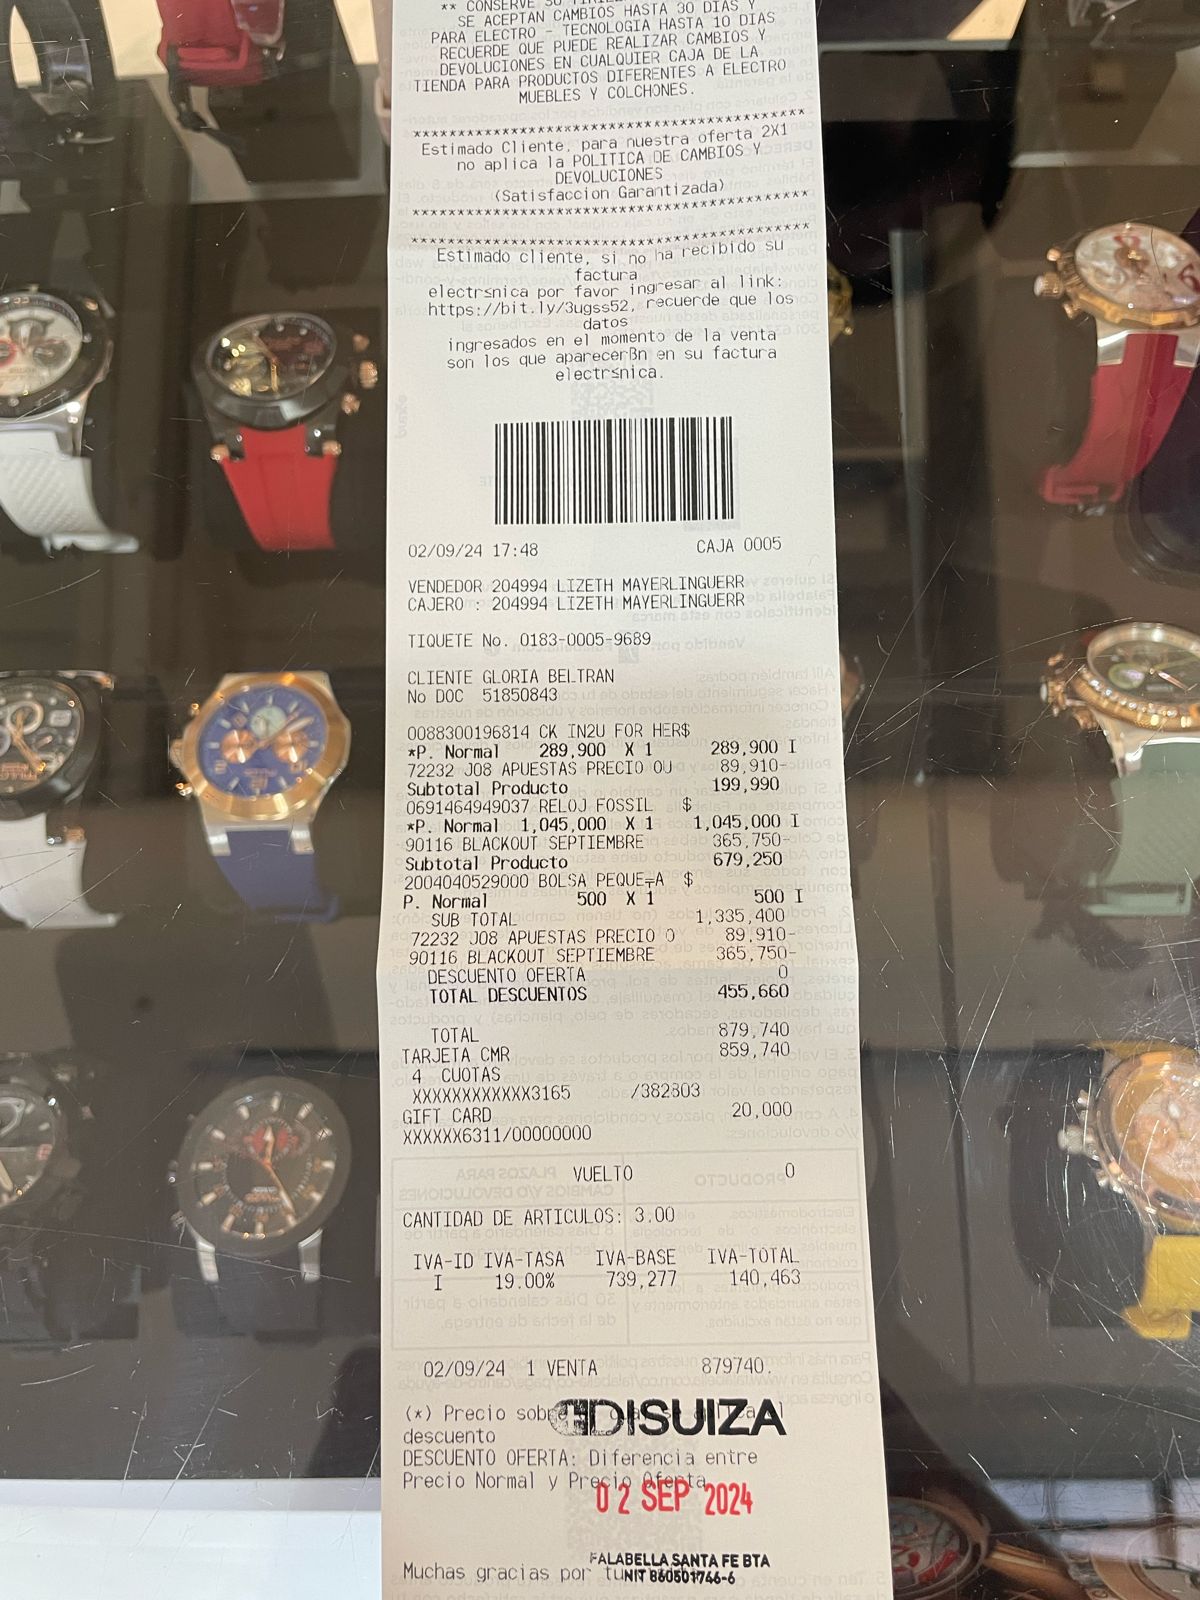 ** CONSERVE SU
SE ACEPTAN CAMBIOS HASTA 30 DIAS Y
PARA ELECTRO - TECNOLOGIA HASTA 10 DIAS
RECUERDE QUE PUEDE REALIZAR CAMBIOS Y
DEVOLUCIONES EN CUALQUIER CAJA DE LA
TIENDA PARA PRODUCTOS DIFERENTES A ELECTRO
MUEBLES Y COLCHONES.
******************************************
Estimado Cliente, para nuestra oferta 2X1
no aplica la POLITICA DE CAMBIOS Y
DEVOLUCIONES
(Satisfaccion Garantizada)
******************************************
******************************************
Estimado cliente, si no ha recibido su
factura
electr≤nica por favor ingresar al link:
https://bit.ly/3ugss52, recuerde que los
datos
ingresados en el momento de la venta
son los que aparecerßn en su factura
electr≤nica.
02/09/24 17:48 CAJA 0005
VENDEDOR 204994 LIZETH MAYERLINGUERR
CAJERO : 204994 LIZETH MAYERLINGUERR
TIQUETE No. 0183-0005-9689
CLIENTE GLORIA BELTRAN
No DOC 51850843
0088300196814 CK IN2U FOR HER$
*P. Normal 289,900 X 1 289,900 I
72232 J08 APUESTAS PRECIO OU 89,910-
Subtotal Producto 199,990
0691464949037 RELOJ FOSSIL $
*P. Normal 1,045,000 X 1 1,045,000 I
90116 BLACKOUT SEPTIEMBRE 365,750-
Subtotal Producto 679,250
2004040529000 BOLSA PEQUE╤A $
P. Normal 500 X 1 500 I
SUB TOTAL 1,335,400
72232 J08 APUESTAS PRECIO O 89,910-
90116 BLACKOUT SEPTIEMBRE 365,750-
DESCUENTO OFERTA 0
TOTAL DESCUENTOS 455,660
TOTAL 879,740
TARJETA CMR 859,740
4 CUOTAS
XXXXXXXXXXXX3165 /382803
GIFT CARD 20,000
XXXXXX6311/00000000
VUELTO 0
CANTIDAD DE ARTICULOS: 3.00
IVA-ID IVA-TASA IVA-BASE IVA-TOTAL
I 19.00% 739,277 140,463
02/09/24 1 VENTA 879740.
(*) Precio sobre
DISUIZA
descuento
DESCUENTO OFERTA: Diferencia entre
Precio Normal y Precio Oferta
02 SEP 2024
FALABELLA SANTA FE BTA
Muchas gracias por tu
NIT 860501746-6